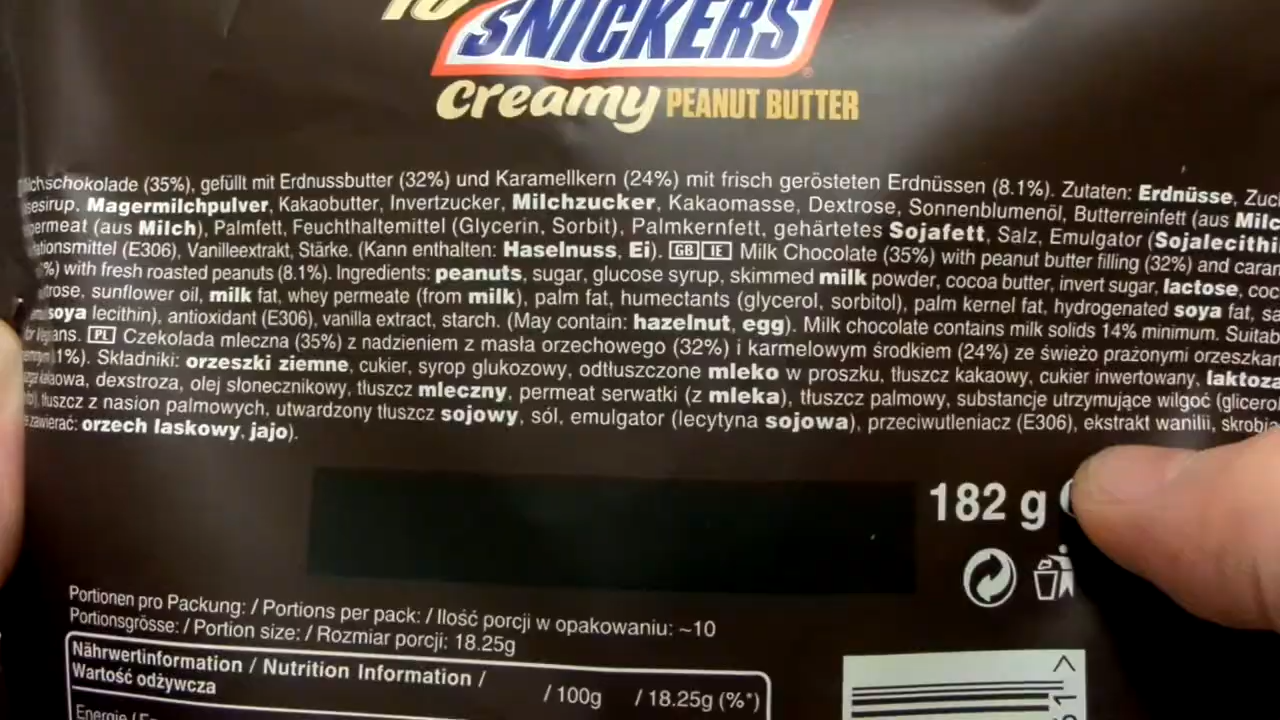 10
SNICKERS
Creamy PEANUT BUTTER
chschokolade (35%), gefüllt mit Erdnussbutter (32%) und Karamellkern (24%) mit frisch gerösteten Erdnüssen (8.1%). Zutaten: Erdnüsse, Zuc
sesirup, Magermilchpulver, Kakaobutter, Invertzucker, Milchzucker, Kakaomasse, Dextrose, Sonnenblumenöl, Butterreinfett (aus Milc
permeat (aus Milch), Palmfett, Feuchthaltemittel (Glycerin, Sorbit), Palmkernfett, gehärtetes Sojafett, Salz, Emulgator (Sojalecithi
ationsmittel (E306), Vanilleextrakt, Stärke. (Kann enthalten: Haselnuss, Ei). GB IE Milk Chocolate (35%) with peanut butter filling (32%) and caram
%) with fresh roasted peanuts (8.1%). Ingredients: peanuts, sugar, glucose syrup, skimmed milk powder, cocoa butter, invert sugar, lactose, coc
trose, sunflower oil, milk fat, whey permeate (from milk), palm fat, humectants (glycerol, sorbitol), palm kernel fat, hydrogenated soya fat, sa
soya lecithin), antioxidant (E306), vanilla extract, starch. (May contain: hazelnut, egg). Milk chocolate contains milk solids 14% minimum. Suitab
for Vegans. PL Czekolada mleczna (35%) z nadzieniem z masła orzechowego (32%) i karmelowym środkiem (24%) ze świeżo prażonymi orzeszkam
1%). Składniki: orzeszki ziemne, cukier, syrop glukozowy, odtłuszczone mleko w proszku, tłuszcz kakaowy, cukier inwertowany, laktoza
kakaowa, dextroza, olej słonecznikowy, tłuszcz mleczny, permeat serwatki (z mleka), tłuszcz palmowy, substancje utrzymujące wilgoć (glicerol
tłuszcz z nasion palmowych, utwardzony tłuszcz sojowy, sól, emulgator (lecytyna sojowa), przeciwutleniacz (E306), ekstrakt wanilii, skrobia
zawierać: orzech laskowy, jajo).
182 g
Portionen pro Packung: / Portions per pack: / Ilość porcji w opakowaniu: ~10
Portionsgrösse: / Portion size: / Rozmiar porcji: 18.25g
Nährwertinformation / Nutrition Information /
Wartość odżywcza / 100g / 18.25g (%*)